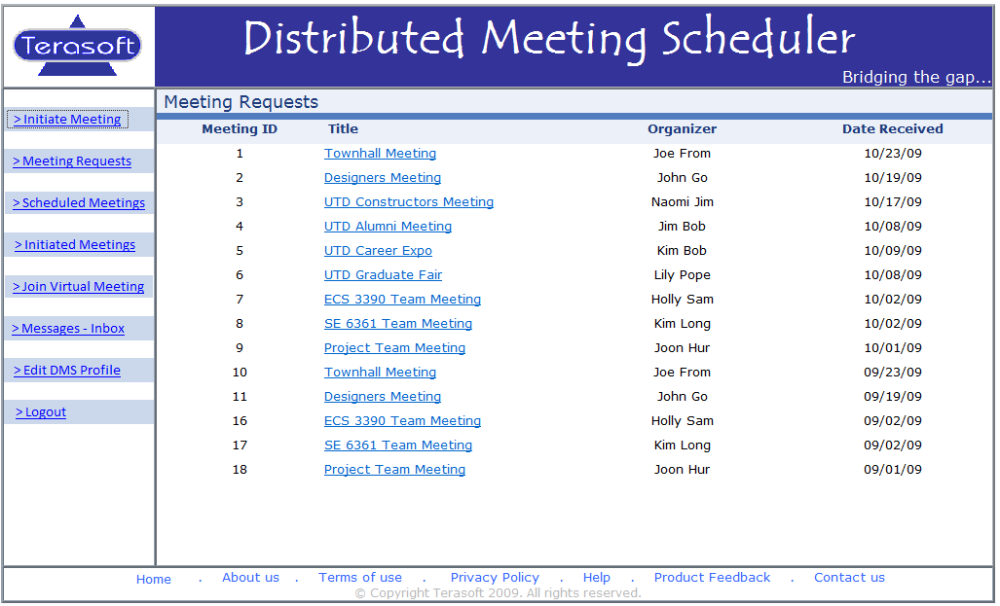 Terasoft
Distributed Meeting Scheduler
Bridging the gap...
> Initiate Meeting
> Meeting Requests
> Scheduled Meetings
> Initiated Meetings
> Join Virtual Meeting
> Messages - Inbox
> Edit DMS Profile
> Logout
Meeting Requests
Meeting ID Title Organizer Date Received
1 Townhall Meeting Joe From 10/23/09
2 Designers Meeting John Go 10/19/09
3 UTD Constructors Meeting Naomi Jim 10/17/09
4 UTD Alumni Meeting Jim Bob 10/08/09
5 UTD Career Expo Kim Bob 10/09/09
6 UTD Graduate Fair Lily Pope 10/08/09
7 ECS 3390 Team Meeting Holly Sam 10/02/09
8 SE 6361 Team Meeting Kim Long 10/02/09
9 Project Team Meeting Joon Hur 10/01/09
10 Townhall Meeting Joe From 09/23/09
11 Designers Meeting John Go 09/19/09
16 ECS 3390 Team Meeting Holly Sam 09/02/09
17 SE 6361 Team Meeting Kim Long 09/02/09
18 Project Team Meeting Joon Hur 09/01/09
Home . About us . Terms of use . Privacy Policy . Help . Product Feedback . Contact us
© Copyright Terasoft 2009. All rights reserved.